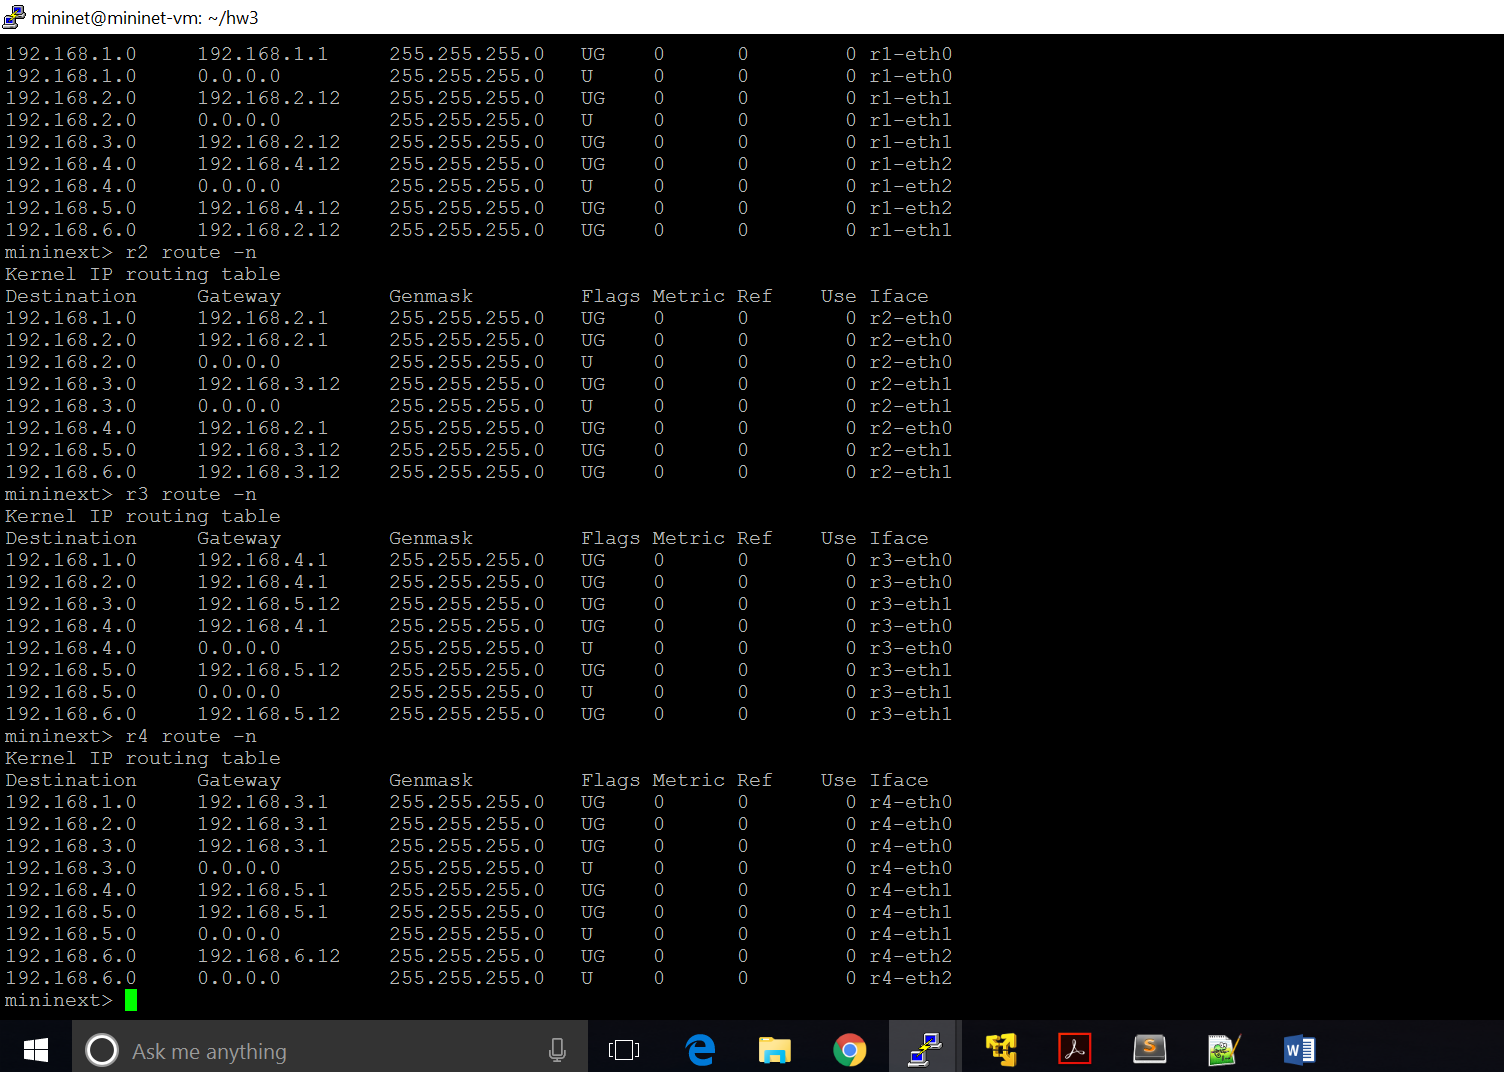 mininet@mininet-vm: ~/hw3
192.168.1.0 192.168.1.1 255.255.255.0 UG 0 0 0 r1-eth0
192.168.1.0 0.0.0.0 255.255.255.0 U 0 0 0 r1-eth0
192.168.2.0 192.168.2.12 255.255.255.0 UG 0 0 0 r1-eth1
192.168.2.0 0.0.0.0 255.255.255.0 U 0 0 0 r1-eth1
192.168.3.0 192.168.2.12 255.255.255.0 UG 0 0 0 r1-eth1
192.168.4.0 192.168.4.12 255.255.255.0 UG 0 0 0 r1-eth2
192.168.4.0 0.0.0.0 255.255.255.0 U 0 0 0 r1-eth2
192.168.5.0 192.168.4.12 255.255.255.0 UG 0 0 0 r1-eth2
192.168.6.0 192.168.2.12 255.255.255.0 UG 0 0 0 r1-eth1
mininext> r2 route -n
Kernel IP routing table
Destination Gateway Genmask Flags Metric Ref Use Iface
192.168.1.0 192.168.2.1 255.255.255.0 UG 0 0 0 r2-eth0
192.168.2.0 192.168.2.1 255.255.255.0 UG 0 0 0 r2-eth0
192.168.2.0 0.0.0.0 255.255.255.0 U 0 0 0 r2-eth0
192.168.3.0 192.168.3.12 255.255.255.0 UG 0 0 0 r2-eth1
192.168.3.0 0.0.0.0 255.255.255.0 U 0 0 0 r2-eth1
192.168.4.0 192.168.2.1 255.255.255.0 UG 0 0 0 r2-eth0
192.168.5.0 192.168.3.12 255.255.255.0 UG 0 0 0 r2-eth1
192.168.6.0 192.168.3.12 255.255.255.0 UG 0 0 0 r2-eth1
mininext> r3 route -n
Kernel IP routing table
Destination Gateway Genmask Flags Metric Ref Use Iface
192.168.1.0 192.168.4.1 255.255.255.0 UG 0 0 0 r3-eth0
192.168.2.0 192.168.4.1 255.255.255.0 UG 0 0 0 r3-eth0
192.168.3.0 192.168.5.12 255.255.255.0 UG 0 0 0 r3-eth1
192.168.4.0 192.168.4.1 255.255.255.0 UG 0 0 0 r3-eth0
192.168.4.0 0.0.0.0 255.255.255.0 U 0 0 0 r3-eth0
192.168.5.0 192.168.5.12 255.255.255.0 UG 0 0 0 r3-eth1
192.168.5.0 0.0.0.0 255.255.255.0 U 0 0 0 r3-eth1
192.168.6.0 192.168.5.12 255.255.255.0 UG 0 0 0 r3-eth1
mininext> r4 route -n
Kernel IP routing table
Destination Gateway Genmask Flags Metric Ref Use Iface
192.168.1.0 192.168.3.1 255.255.255.0 UG 0 0 0 r4-eth0
192.168.2.0 192.168.3.1 255.255.255.0 UG 0 0 0 r4-eth0
192.168.3.0 192.168.3.1 255.255.255.0 UG 0 0 0 r4-eth0
192.168.3.0 0.0.0.0 255.255.255.0 U 0 0 0 r4-eth0
192.168.4.0 192.168.5.1 255.255.255.0 UG 0 0 0 r4-eth1
192.168.5.0 192.168.5.1 255.255.255.0 UG 0 0 0 r4-eth1
192.168.5.0 0.0.0.0 255.255.255.0 U 0 0 0 r4-eth1
192.168.6.0 192.168.6.12 255.255.255.0 UG 0 0 0 r4-eth2
192.168.6.0 0.0.0.0 255.255.255.0 U 0 0 0 r4-eth2
mininext>
Ask me anything